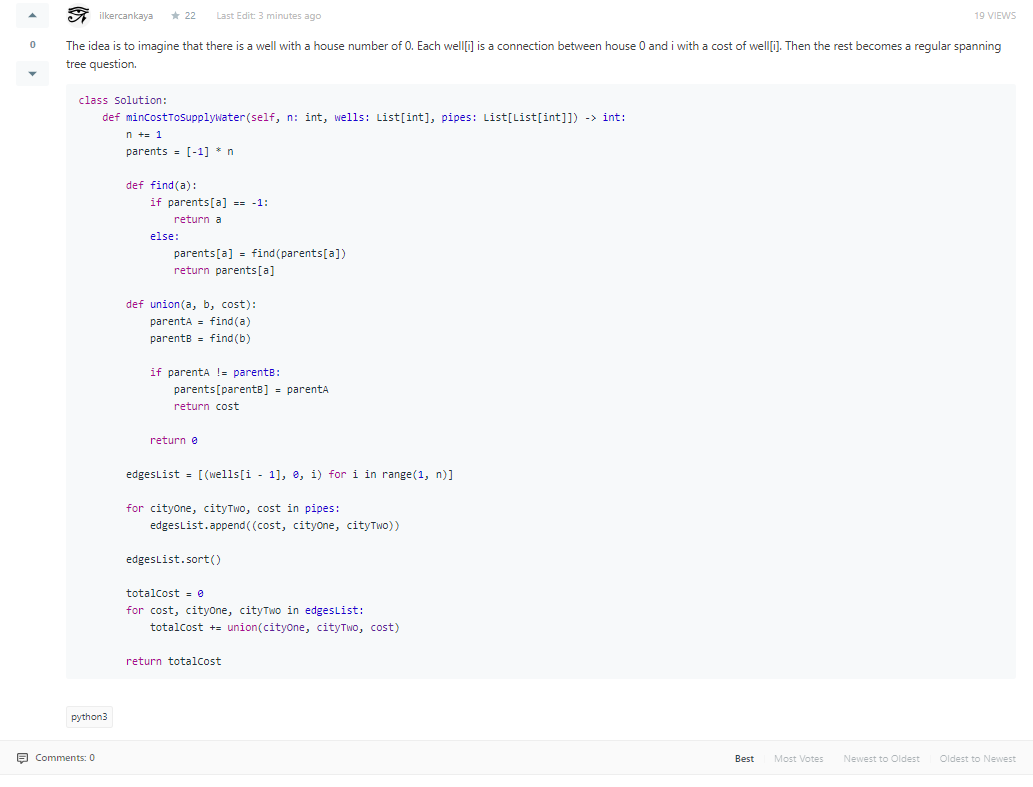 ilkercankaya ★ 22 Last Edit: 3 minutes ago 19 VIEWS
0
The idea is to imagine that there is a well with a house number of 0. Each well[i] is a connection between house 0 and i with a cost of well[i]. Then the rest becomes a regular spanning
tree question.
class Solution:
    def minCostToSupplyWater(self, n: int, wells: List[int], pipes: List[List[int]]) -> int:
        n += 1
        parents = [-1] * n

        def find(a):
            if parents[a] == -1:
                return a
            else:
                parents[a] = find(parents[a])
                return parents[a]

        def union(a, b, cost):
            parentA = find(a)
            parentB = find(b)

            if parentA != parentB:
                parents[parentB] = parentA
                return cost

            return 0

        edgesList = [(wells[i - 1], 0, i) for i in range(1, n)]

        for cityOne, cityTwo, cost in pipes:
            edgesList.append((cost, cityOne, cityTwo))

        edgesList.sort()

        totalCost = 0
        for cost, cityOne, cityTwo in edgesList:
            totalCost += union(cityOne, cityTwo, cost)

        return totalCost
python3
Comments: 0 Best Most Votes Newest to Oldest Oldest to Newest